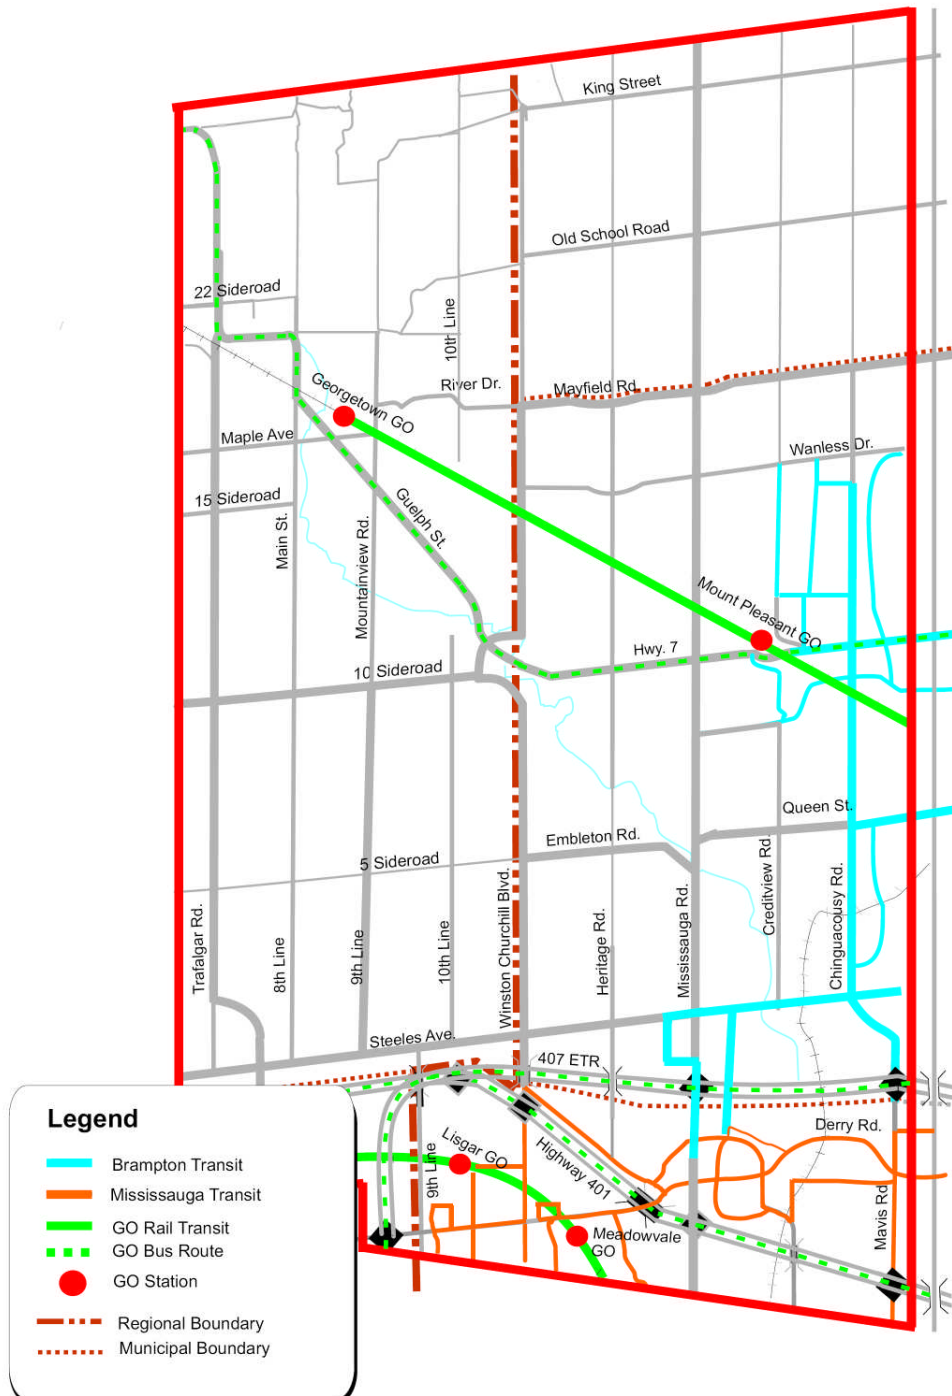 King Street
Old School Road
22 Sideroad
10th Line
River Dr.
Mayfield Rd.
Georgetown GO
Maple Ave
Wanless Dr.
15 Sideroad
Guelph St.
Main St.
Mountainview Rd.
Mount Pleasant GO
Hwy. 7
10 Sideroad
Queen St.
Embleton Rd.
5 Sideroad
Trafalgar Rd.
8th Line
9th Line
10th Line
Winston Churchill Blvd.
Heritage Rd.
Mississauga Rd.
Creditview Rd.
Chinguacousy Rd.
Steeles Ave.
407 ETR
Derry Rd.
Lisgar GO
9th Line
Highway 401
Meadowvale
GO
Mavis Rd
Legend
Brampton Transit
Mississauga Transit
GO Rail Transit
GO Bus Route
GO Station
Regional Boundary
Municipal Boundary